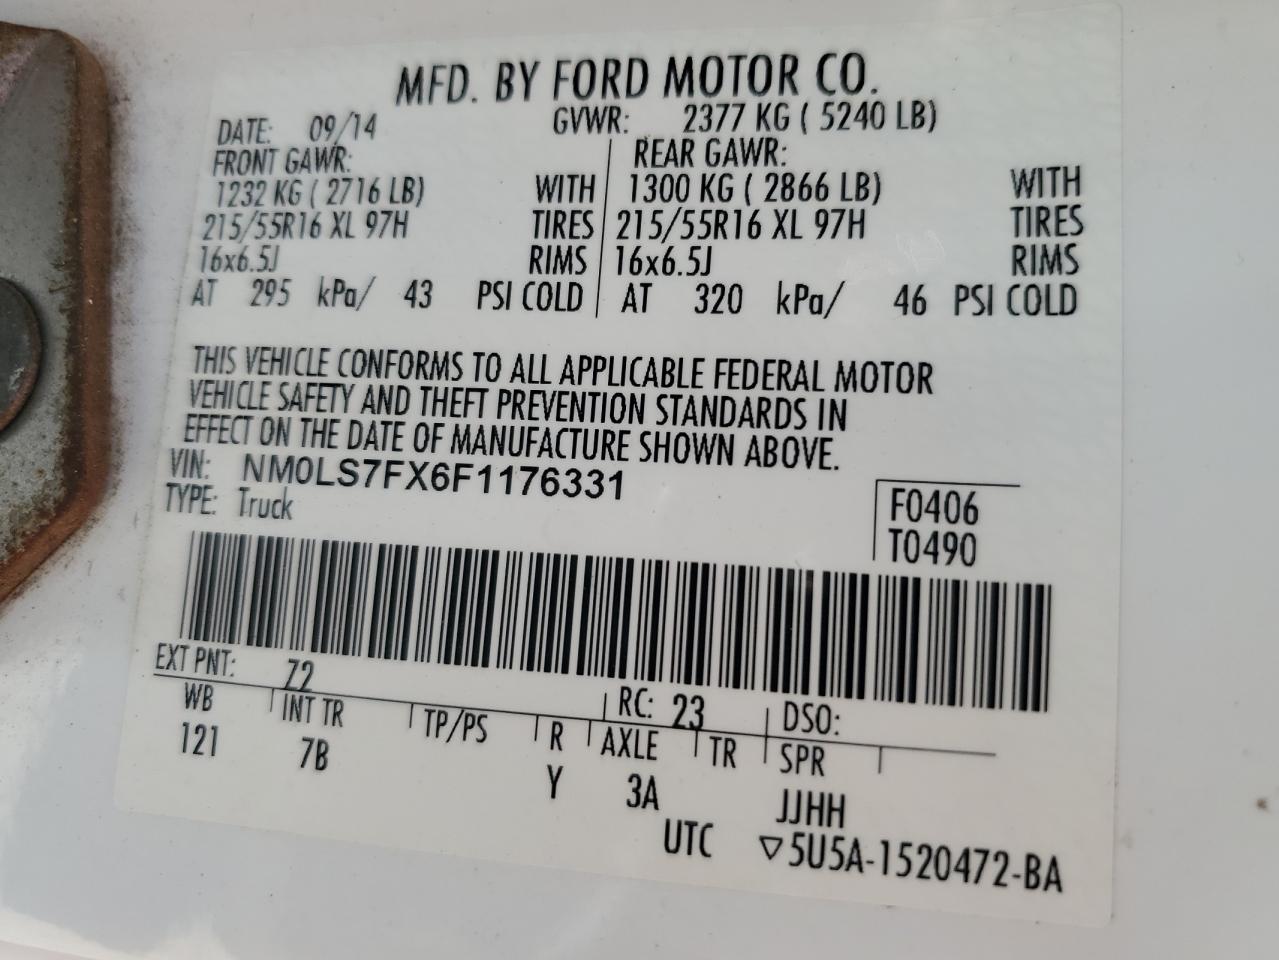 MFD. BY FORD MOTOR CO.
DATE: 09/14 GVWR: 2377 KG ( 5240 LB)
FRONT GAWR: REAR GAWR:
1232 KG ( 2716 LB) WITH 1300 KG ( 2866 LB) WITH
215/55R16 XL 97H TIRES 215/55R16 XL 97H TIRES
16x6.5J RIMS 16x6.5J RIMS
AT 295 kPa/ 43 PSI COLD AT 320 kPa/ 46 PSI COLD
THIS VEHICLE CONFORMS TO ALL APPLICABLE FEDERAL MOTOR
VEHICLE SAFETY AND THEFT PREVENTION STANDARDS IN
EFFECT ON THE DATE OF MANUFACTURE SHOWN ABOVE.
VIN: NM0LS7FX6F1176331
TYPE: Truck
F0406
T0490
EXT PNT: Z2 RC: 23 DSO:
WB INT TR TP/PS R AXLE TR SPR
121 7B Y 3A JJHH
UTC ▽5U5A-1520472-BA